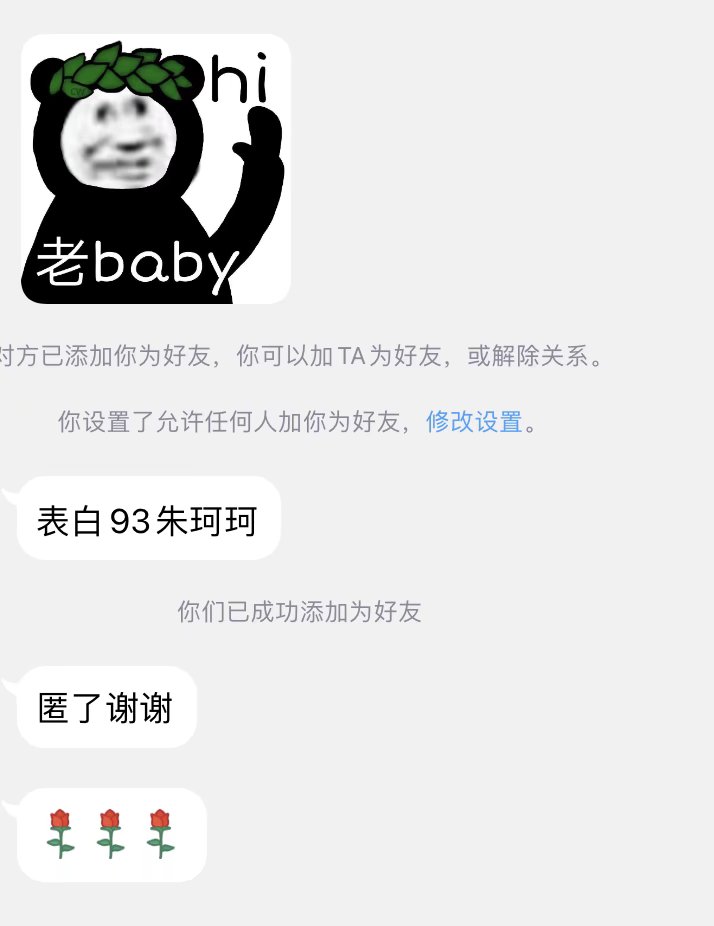 hi
老baby
对方已添加你为好友，你可以加TA为好友，或解除关系。
你设置了允许任何人加你为好友，修改设置。
表白93朱珂珂
你们已成功添加为好友
匿了谢谢
🌹🌹🌹